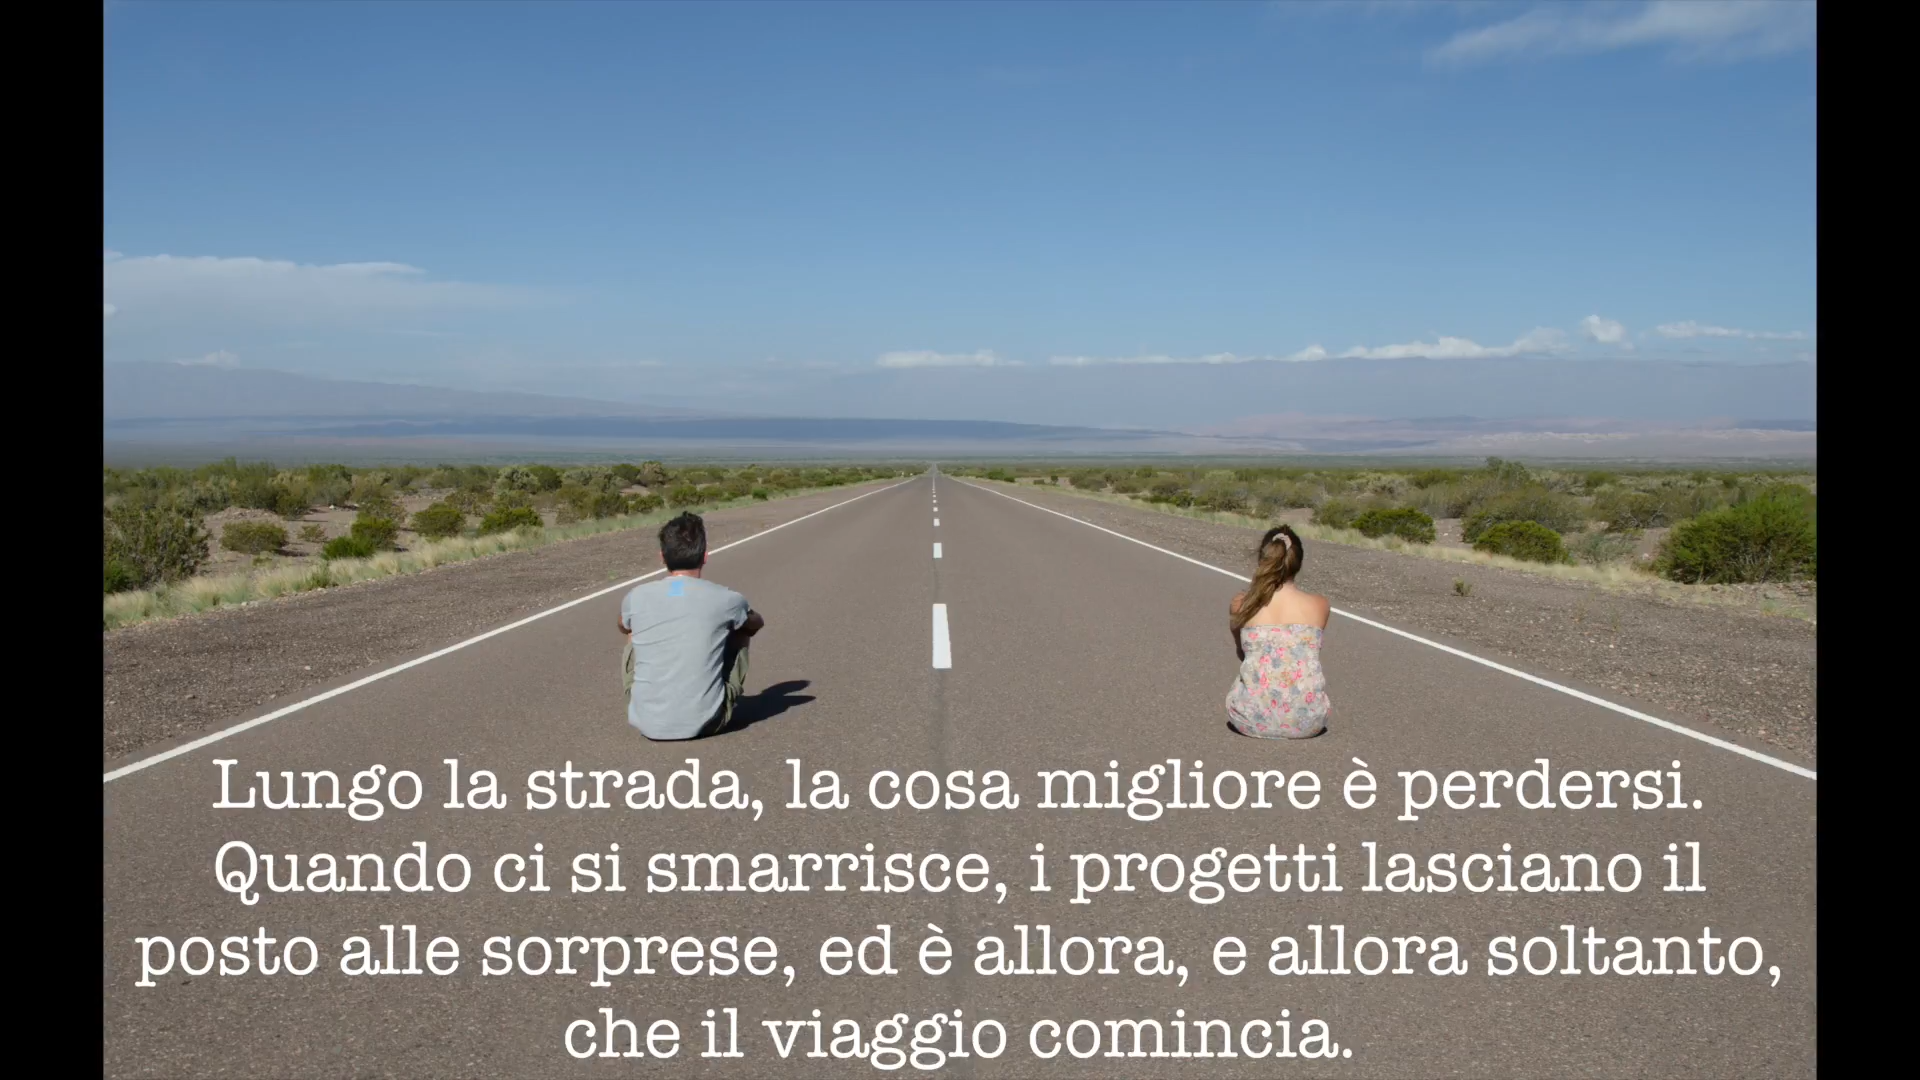 Lungo la strada, la cosa migliore è perdersi.
Quando ci si smarrisce, i progetti lasciano il
posto alle sorprese, ed è allora, e allora soltanto,
che il viaggio comincia.